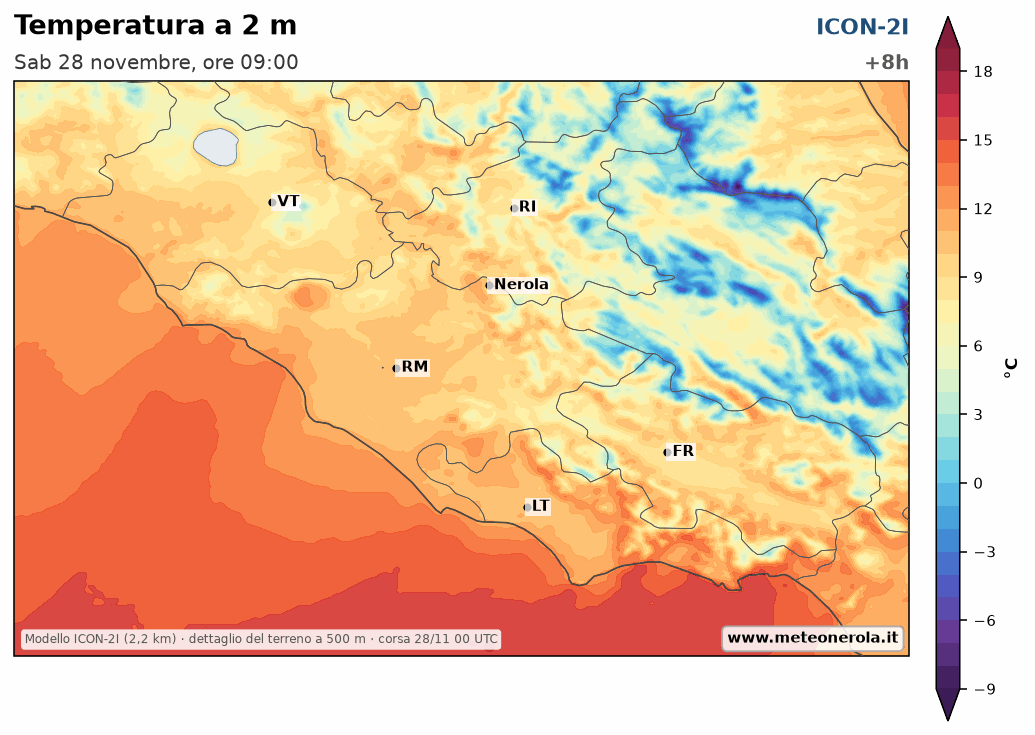 Temperatura a 2 m
ICON-2I
Sab 28 novembre, ore 09:00
+8h
VT
RI
Nerola
RM
FR
LT
Modello ICON-2I (2,2 km) · dettaglio del terreno a 500 m · corsa 28/11 00 UTC
www.meteonerola.it
18
15
12
9
6
3
0
−3
−6
−9
°C